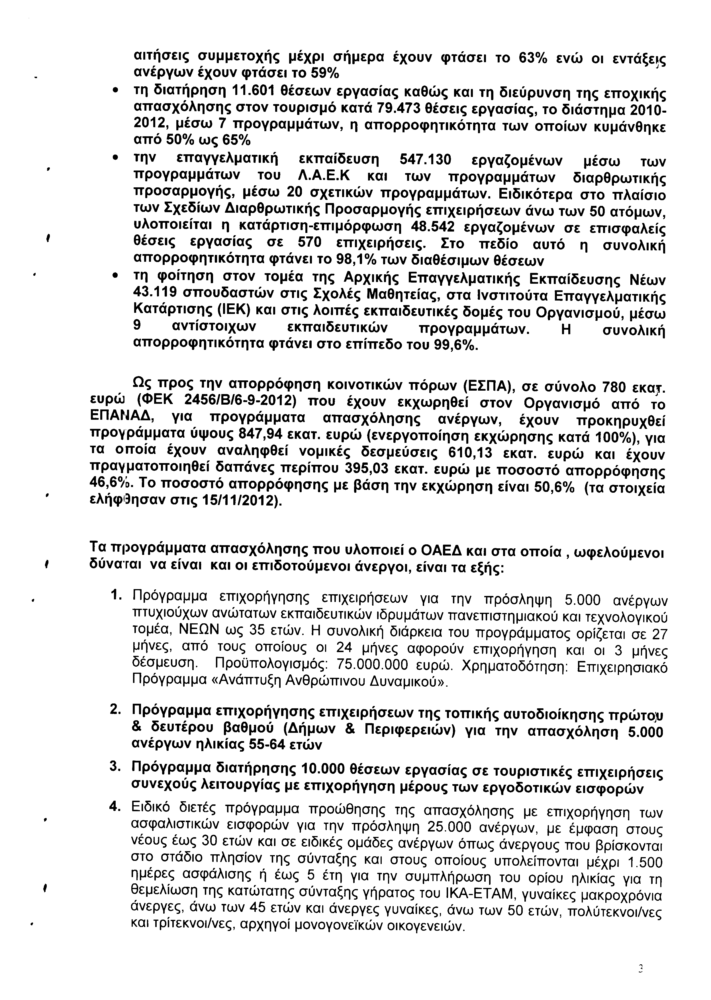 αιτήσεις συμμετοχής μέχρι σήμερα έχουν φτάσει το 63% ενώ οι εντάξεις
ανέργων έχουν φτάσει το 59%
• τη διατήρηση 11.601 θέσεων εργασίας καθώς και τη διεύρυνση της εποχικής
απασχόλησης στον τουρισμό κατά 79.473 θέσεις εργασίας, το διάστημα 2010-
2012, μέσω 7 προγραμμάτων, η απορροφητικότητα των οποίων κυμάνθηκε
από 50% ως 65%
• την επαγγελματική εκπαίδευση 547.130 εργαζομένων μέσω των
προγραμμάτων του Λ.Α.Ε.Κ και των προγραμμάτων διαρθρωτικής
προσαρμογής, μέσω 20 σχετικών προγραμμάτων. Ειδικότερα στο πλαίσιο
των Σχεδίων Διαρθρωτικής Προσαρμογής επιχειρήσεων άνω των 50 ατόμων,
υλοποιείται η κατάρτιση-επιμόρφωση 48.542 εργαζομένων σε επισφαλείς
θέσεις εργασίας σε 570 επιχειρήσεις. Στο πεδίο αυτό η συνολική
απορροφητικότητα φτάνει το 98,1% των διαθέσιμων θέσεων
• τη φοίτηση στον τομέα της Αρχικής Επαγγελματικής Εκπαίδευσης Νέων
43.119 σπουδαστών στις Σχολές Μαθητείας, στα Ινστιτούτα Επαγγελματικής
Κατάρτισης (ΙΕΚ) και στις λοιπές εκπαιδευτικές δομές του Οργανισμού, μέσω
9 αντίστοιχων εκπαιδευτικών προγραμμάτων. Η συνολική
απορροφητικότητα φτάνει στο επίπεδο του 99,6%.
Ως προς την απορρόφηση κοινοτικών πόρων (ΕΣΠΑ), σε σύνολο 780 εκατ.
ευρώ (ΦΕΚ 2456/Β/6-9-2012) που έχουν εκχωρηθεί στον Οργανισμό από το
ΕΠΑΝΑΔ, για προγράμματα απασχόλησης ανέργων, έχουν προκηρυχθεί
προγράμματα ύψους 847,94 εκατ. ευρώ (ενεργοποίηση εκχώρησης κατά 100%), για
τα οποία έχουν αναληφθεί νομικές δεσμεύσεις 610,13 εκατ. ευρώ και έχουν
πραγματοποιηθεί δαπάνες περίπου 395,03 εκατ. ευρώ με ποσοστό απορρόφησης
46,6%. Το ποσοστό απορρόφησης με βάση την εκχώρηση είναι 50,6% (τα στοιχεία
ελήφθησαν στις 15/11/2012).
Τα προγράμματα απασχόλησης που υλοποιεί ο ΟΑΕΔ και στα οποία , ωφελούμενοι
δύναται να είναι και οι επιδοτούμενοι άνεργοι, είναι τα εξής:
1. Πρόγραμμα επιχορήγησης επιχειρήσεων για την πρόσληψη 5.000 ανέργων
πτυχιούχων ανώτατων εκπαιδευτικών ιδρυμάτων πανεπιστημιακού και τεχνολογικού
τομέα, ΝΕΩΝ ως 35 ετών. Η συνολική διάρκεια του προγράμματος ορίζεται σε 27
μήνες, από τους οποίους οι 24 μήνες αφορούν επιχορήγηση και οι 3 μήνες
δέσμευση. Προϋπολογισμός: 75.000.000 ευρώ. Χρηματοδότηση: Επιχειρησιακό
Πρόγραμμα «Ανάπτυξη Ανθρώπινου Δυναμικού».
2. Πρόγραμμα επιχορήγησης επιχειρήσεων της τοπικής αυτοδιοίκησης πρώτου
& δευτέρου βαθμού (Δήμων & Περιφερειών) για την απασχόληση 5.000
ανέργων ηλικίας 55-64 ετών
3. Πρόγραμμα διατήρησης 10.000 θέσεων εργασίας σε τουριστικές επιχειρήσεις
συνεχούς λειτουργίας με επιχορήγηση μέρους των εργοδοτικών εισφορών
4. Ειδικό διετές πρόγραμμα προώθησης της απασχόλησης με επιχορήγηση των
ασφαλιστικών εισφορών για την πρόσληψη 25.000 ανέργων, με έμφαση στους
νέους έως 30 ετών και σε ειδικές ομάδες ανέργων όπως άνεργους που βρίσκονται
στο στάδιο πλησίον της σύνταξης και στους οποίους υπολείπονται μέχρι 1.500
ημέρες ασφάλισης ή έως 5 έτη για την συμπλήρωση του ορίου ηλικίας για τη
θεμελίωση της κατώτατης σύνταξης γήρατος του ΙΚΑ-ΕΤΑΜ, γυναίκες μακροχρόνια
άνεργες, άνω των 45 ετών και άνεργες γυναίκες, άνω των 50 ετών, πολύτεκνοι/νες
και τρίτεκνοι/νες, αρχηγοί μονογονεϊκών οικογενειών.
3